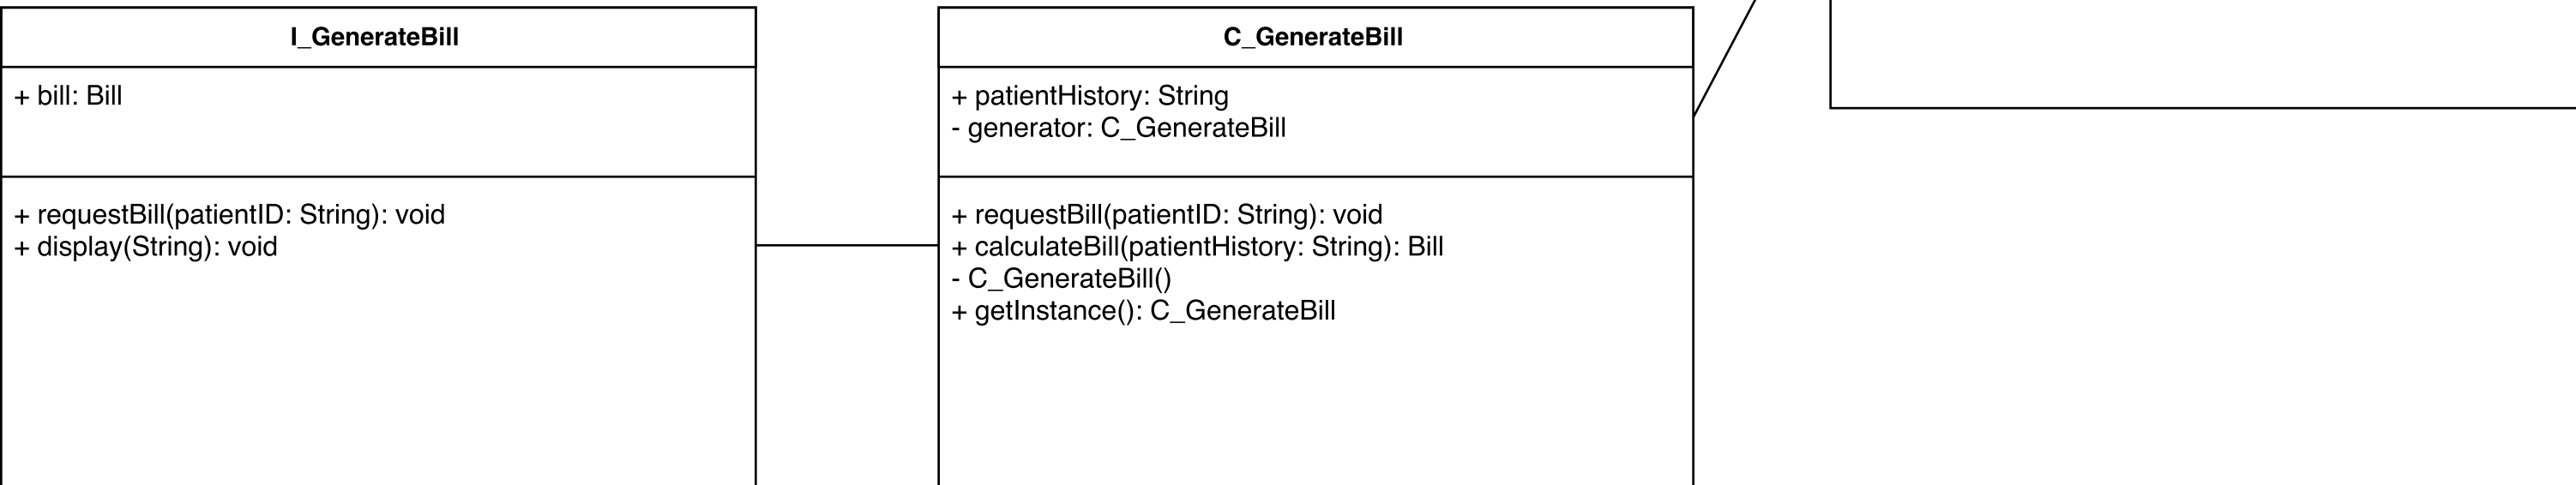 I_GenerateBill
+ bill: Bill
+ requestBill(patientID: String): void
+ display(String): void
C_GenerateBill
+ patientHistory: String
- generator: C_GenerateBill
+ requestBill(patientID: String): void
+ calculateBill(patientHistory: String): Bill
- C_GenerateBill()
+ getInstance(): C_GenerateBill